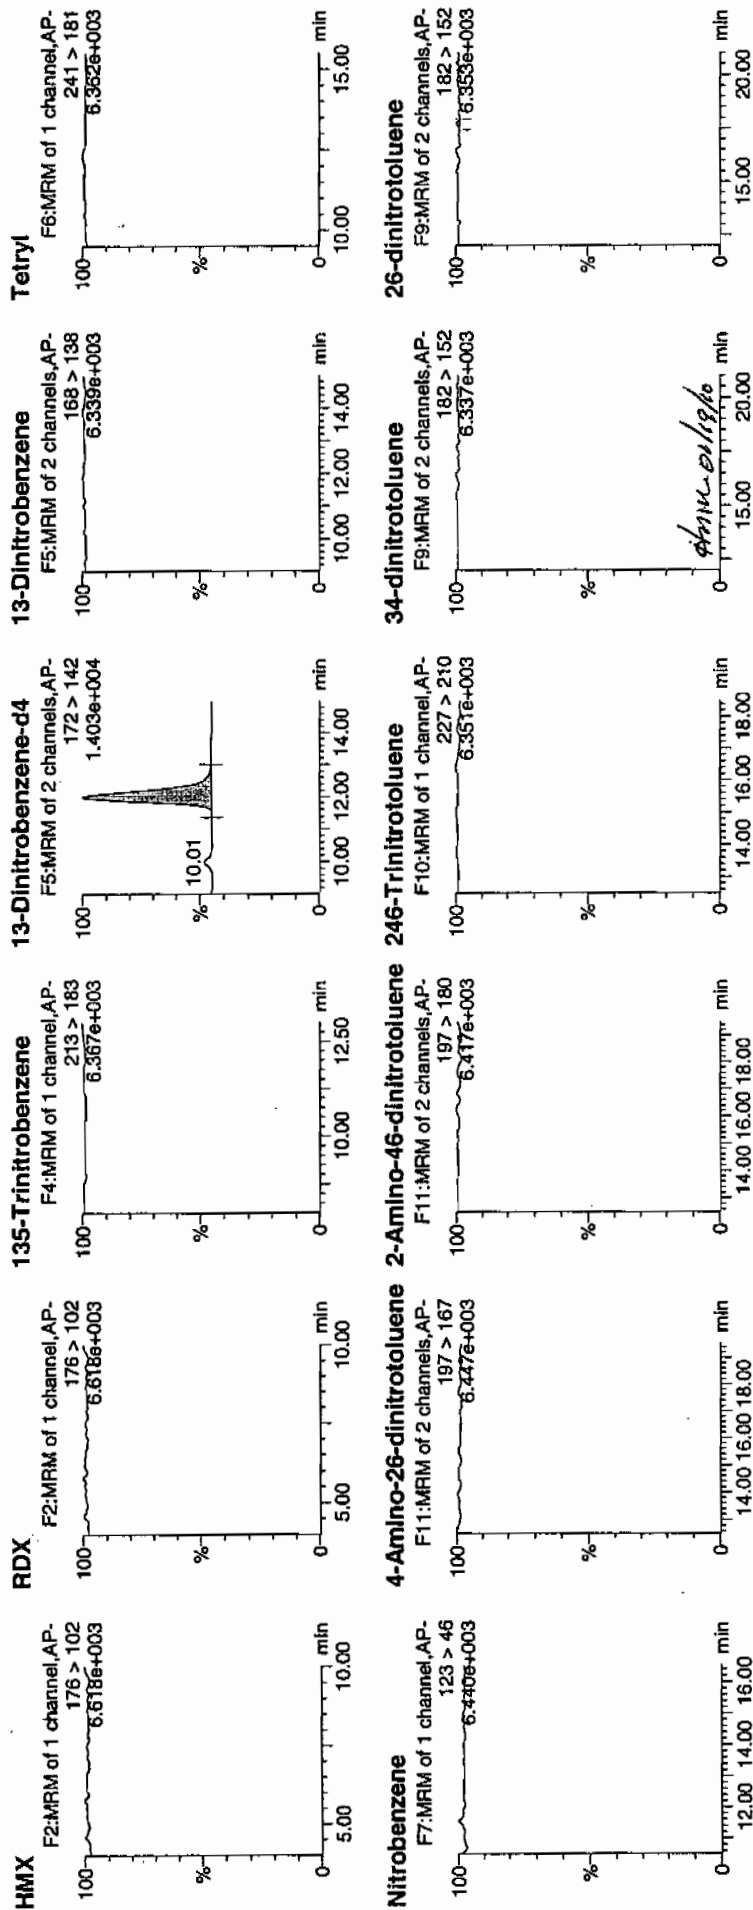 HMX
F2:MRM of 1 channel,AP-
176 > 102
6.618e+003
100
%
0
5.00 10.00 min
RDX
F2:MRM of 1 channel,AP-
176 > 102
6.618e+003
100
%
0
5.00 10.00 min
135-Trinitrobenzene
F4:MRM of 1 channel,AP-
213 > 183
6.367e+003
100
%
0
10.00 12.50 min
13-Dinitrobenzene-d4
F5:MRM of 2 channels,AP-
172 > 142
1.403e+004
100
%
10.01
0
10.00 12.00 14.00 min
13-Dinitrobenzene
F5:MRM of 2 channels,AP-
168 > 138
6.339e+003
100
%
0
10.00 12.00 14.00 min
Tetryl
F6:MRM of 1 channel,AP-
241 > 181
6.362e+003
100
%
0
10.00 15.00 min
Nitrobenzene
F7:MRM of 1 channel,AP-
123 > 46
6.440e+003
100
%
0
12.00 14.00 16.00 min
4-Amino-26-dinitrotoluene
F11:MRM of 2 channels,AP-
197 > 167
6.447e+003
100
%
0
14.00 16.00 18.00 min
2-Amino-46-dinitrotoluene
F11:MRM of 2 channels,AP-
197 > 180
6.417e+003
100
%
0
14.00 16.00 18.00 min
246-Trinitrotoluene
F10:MRM of 1 channel,AP-
227 > 210
6.351e+003
100
%
0
14.00 16.00 18.00 min
34-dinitrotoluene
F9:MRM of 2 channels,AP-
182 > 152
6.337e+003
100
%
0
15.00 20.00 min
26-dinitrotoluene
F9:MRM of 2 channels,AP-
182 > 152
6.353e+003
100
%
0
15.00 20.00 min